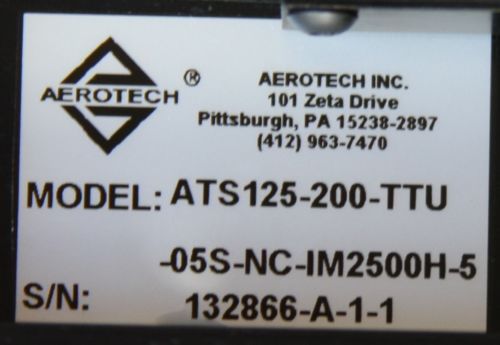 AEROTECH ®
AEROTECH INC.
101 Zeta Drive
Pittsburgh, PA 15238-2897
(412) 963-7470
MODEL: ATS125-200-TTU
-05S-NC-IM2500H-5
S/N: 132866-A-1-1